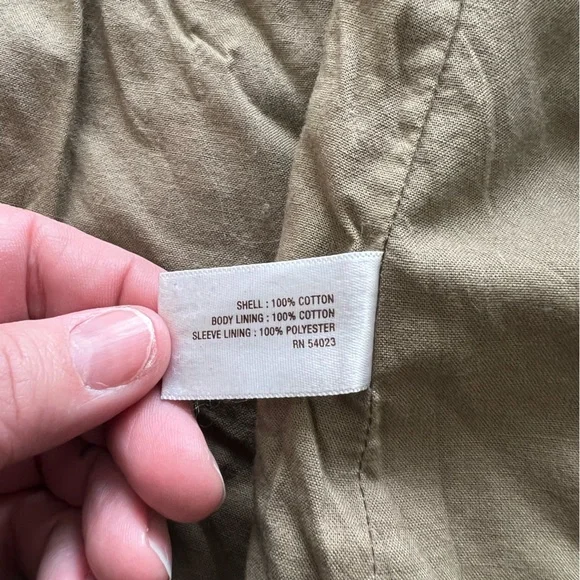 SHELL : 100% COTTON
BODY LINING : 100% COTTON
SLEEVE LINING : 100% POLYESTER
RN 54023